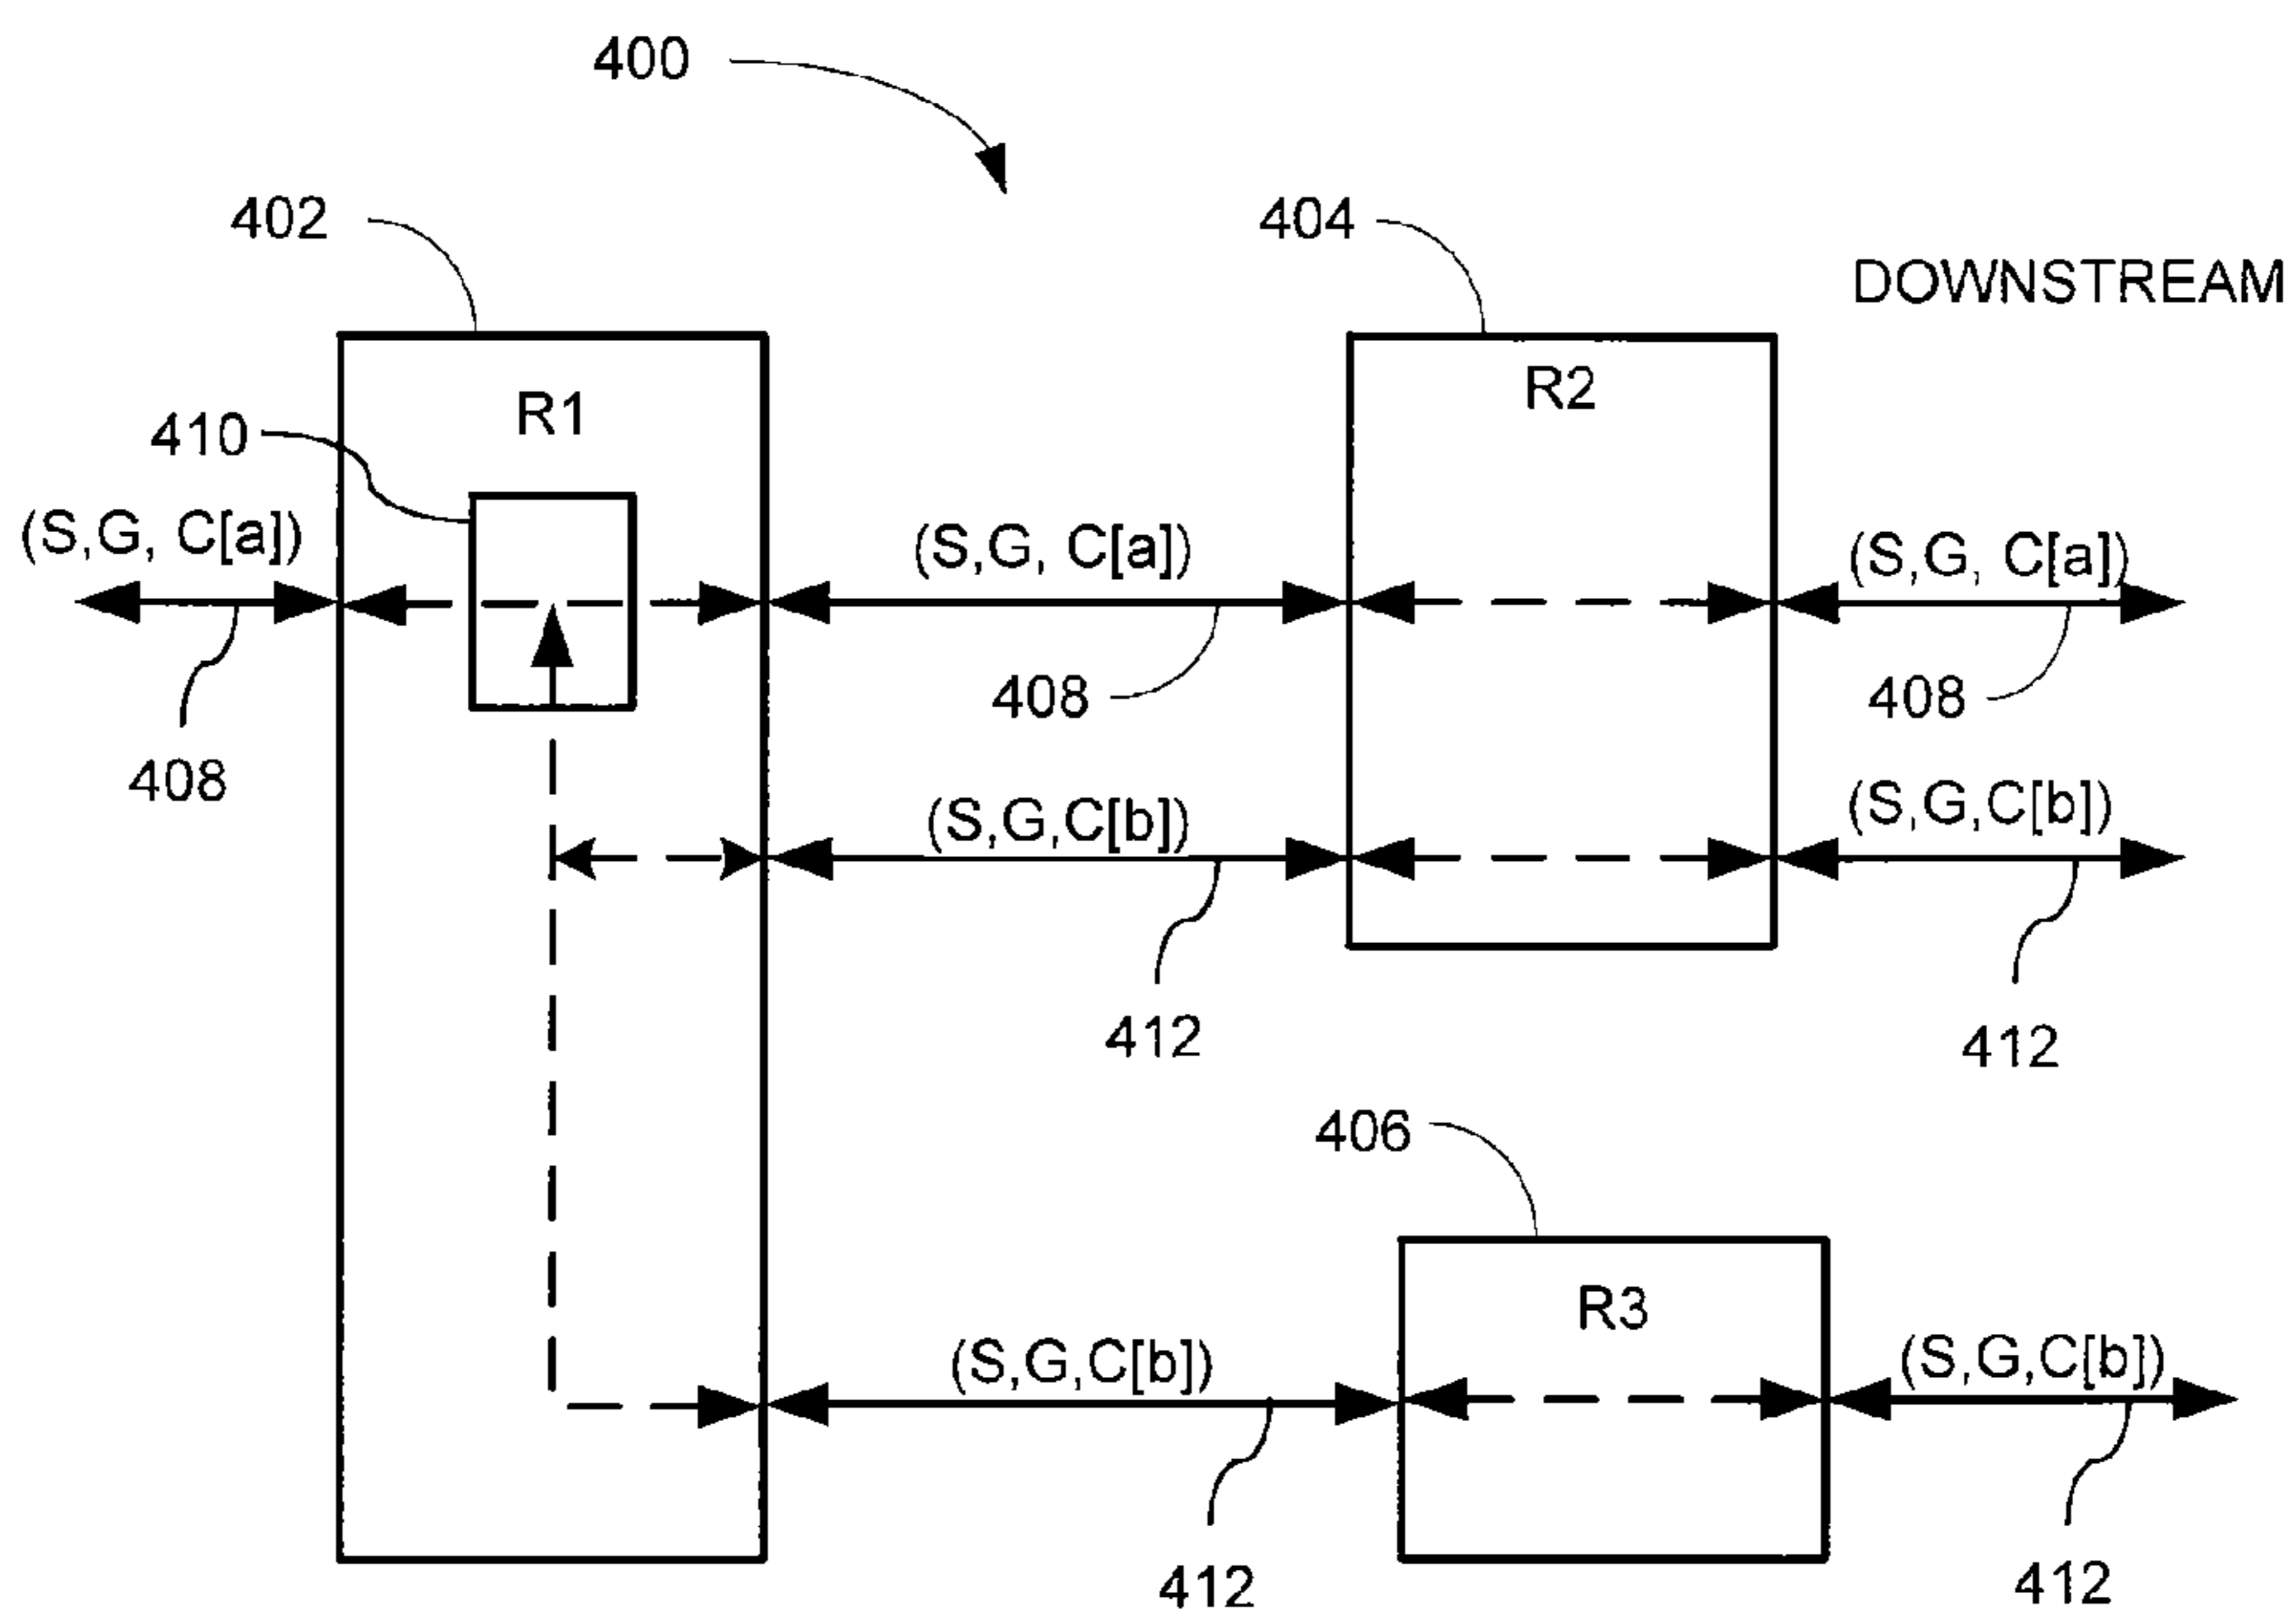 400
402
404
DOWNSTREAM
R1
R2
410
(S,G, C[a])
(S,G, C[a])
(S,G, C[a])
408
408
408
(S,G,C[b])
(S,G,C[b])
412
412
406
R3
(S,G,C[b])
(S,G,C[b])
412
412